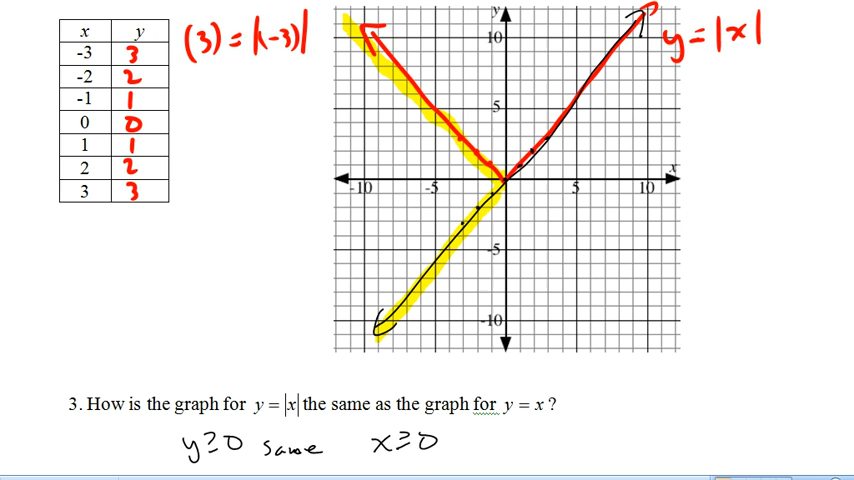 x y
-3 3
-2 2
-1 1
0 0
1 1
2 2
3 3
(3) = |(-3)|
y = |x|
y
10
5
x
-10 -5 5 10
-5
-10
3. How is the graph for y = |x| the same as the graph for y = x ?
y ≥ 0 same x ≥ 0